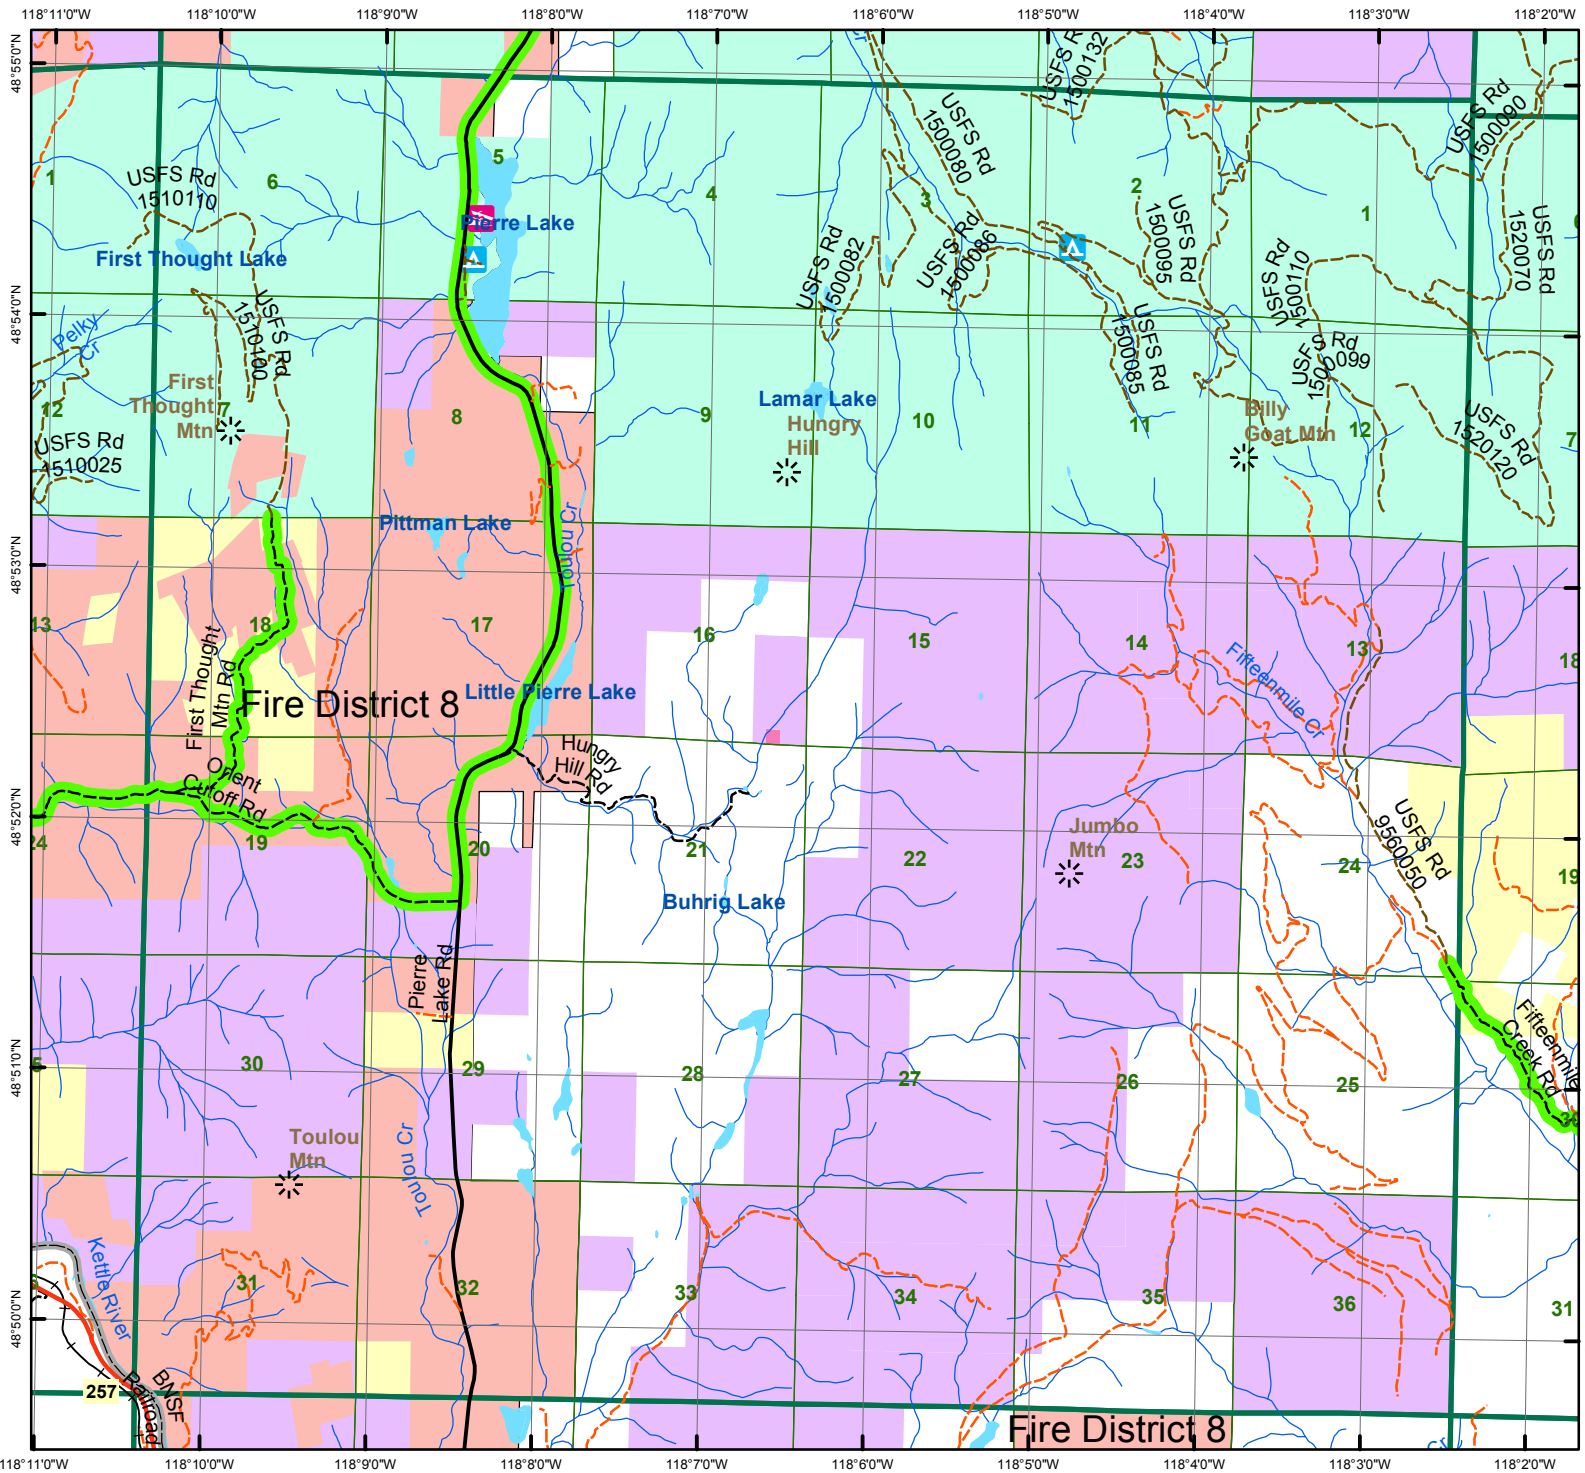 118°11'0"W 118°10'0"W 118°9'0"W 118°8'0"W 118°7'0"W 118°6'0"W 118°5'0"W 118°4'0"W 118°3'0"W 118°2'0"W
48°55'0"N
48°54'0"N
48°53'0"N
48°52'0"N
48°51'0"N
48°50'0"N
USFS Rd
1500132
USFS Rd
1500090
USFS Rd
1500080
5
1
USFS Rd
1510110
6
4
3
2
1
USFS Rd
1500095
USFS Rd
1520070
6
Pierre Lake
First Thought Lake
USFS Rd
1500082
USFS Rd
1500086
USFS Rd
1500110
Pelky
Cr
USFS Rd
1510100
USFS Rd
1500085
USFS Rd
1500099
First
Thought
Mtn
12
7
8
9
Lamar Lake
Hungry
Hill
10
11
Billy
Goat Mtn
12
USFS Rd
1520120
7
USFS Rd
1510025
Pittman Lake
Toulou Cr
13
18
17
16
15
14
13
18
Fifteenmile Cr
First Thought
Mtn Rd
Fire District 8
Little Pierre Lake
Hungry
Hill Rd
Orient
Cutoff Rd
24
19
20
21
22
Jumbo
Mtn
23
24
19
USFS Rd
9560050
Buhrig Lake
Pierre
Lake Rd
Fifteenmile
Creek Rd
30
29
28
27
26
25
30
Toulou
Mtn
Toulou Cr
Kettle River
31
32
33
34
35
36
31
257
BNSF
Railroad
Fire District 8
Cr
118°11'0"W 118°10'0"W 118°9'0"W 118°8'0"W 118°7'0"W 118°6'0"W 118°5'0"W 118°4'0"W 118°3'0"W 118°2'0"W